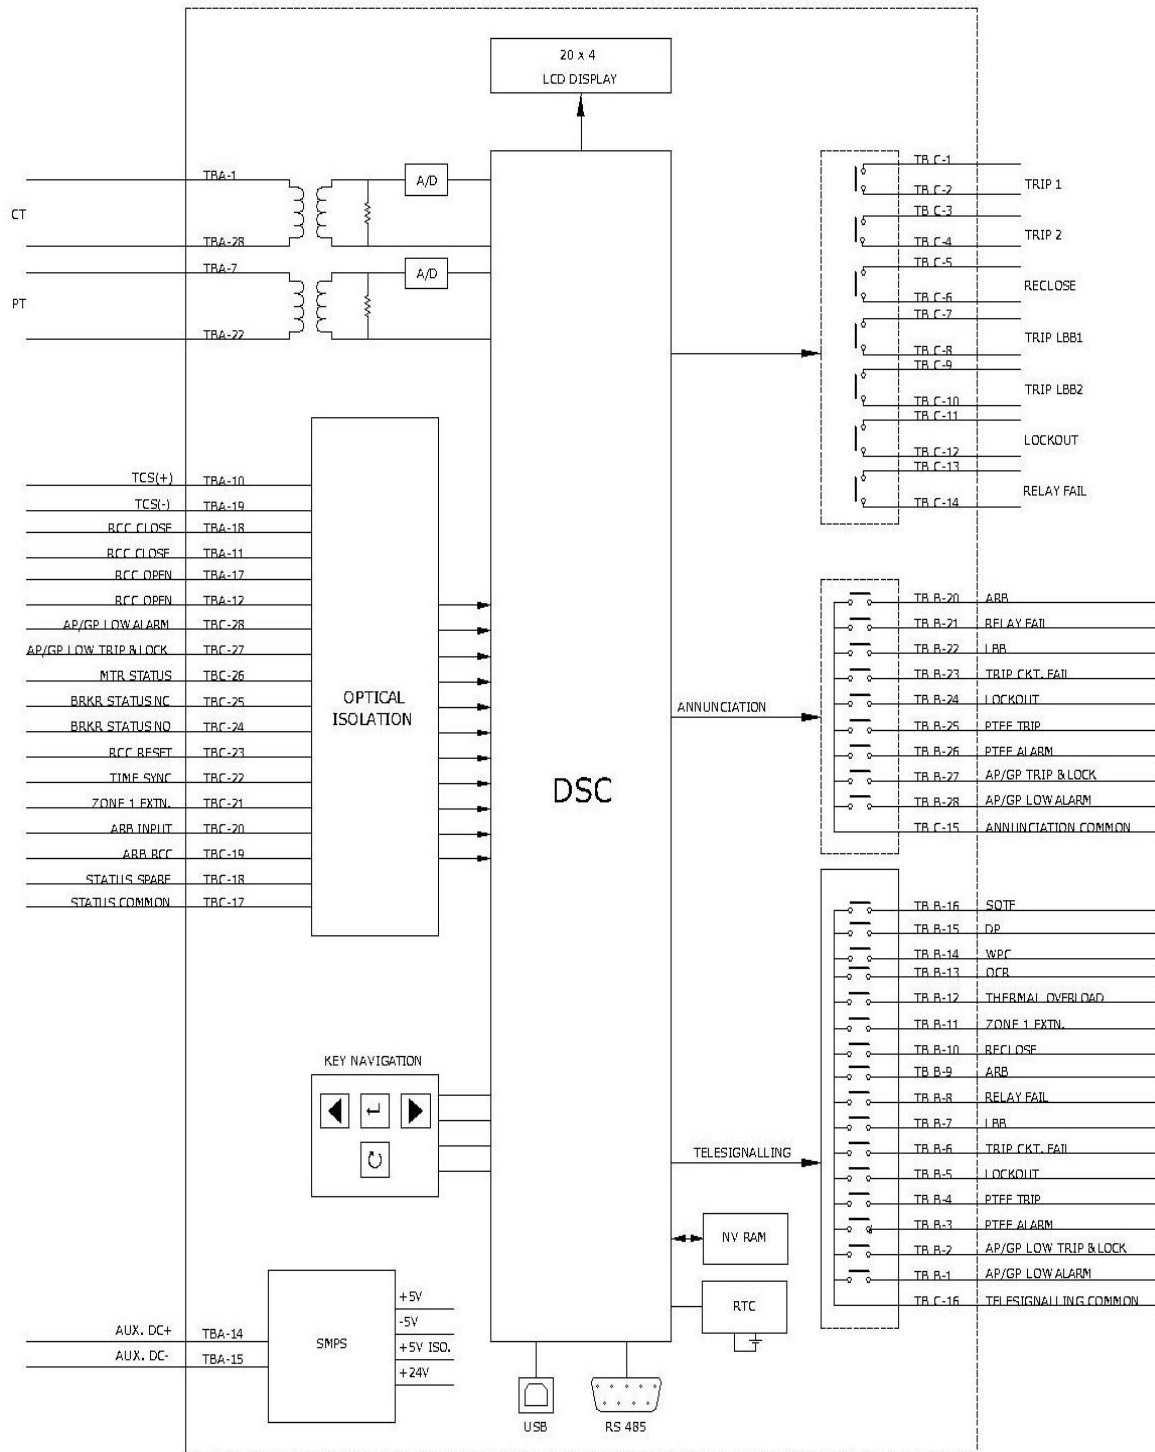 20 x 4
LCD DISPLAY
CT
TBA-1
TBA-28
A/D
PT
TBA-7
TBA-22
A/D
TCS(+) TBA-10
TCS(-) TBA-19
RCC CLOSE TBA-18
RCC CLOSE TBA-11
RCC OPEN TBA-17
RCC OPEN TBA-12
AP/GP LOW ALARM TBC-28
AP/GP LOW TRIP & LOCK TBC-27
MTR STATUS TBC-26
BRKR STATUS NC TBC-25
BRKR STATUS NO TBC-24
RCC RESET TBC-23
TIME SYNC TBC-22
ZONE 1 EXTN. TBC-21
ARB INPUT TBC-20
ARB RCC TBC-19
STATUS SPARE TBC-18
STATUS COMMON TBC-17
OPTICAL
ISOLATION
KEY NAVIGATION
AUX. DC+ TBA-14
AUX. DC- TBA-15
SMPS
+5V
-5V
+5V ISO.
+24V
DSC
USB
RS 485
NV RAM
RTC
ANNUNCIATION
TELESIGNALLING
TB C-1
TB C-2
TRIP 1
TB C-3
TB C-4
TRIP 2
TB C-5
TB C-6
RECLOSE
TB C-7
TB C-8
TRIP LBB1
TB C-9
TB C-10
TRIP LBB2
TB C-11
TB C-12
LOCKOUT
TB C-13
TB C-14
RELAY FAIL
TB B-20 ARB
TB B-21 RELAY FAIL
TB B-22 LBB
TB B-23 TRIP CKT. FAIL
TB B-24 LOCKOUT
TB B-25 PTFF TRIP
TB B-26 PTFF ALARM
TB B-27 AP/GP TRIP & LOCK
TB B-28 AP/GP LOW ALARM
TB C-15 ANNUNCIATION COMMON
TB B-16 SOTF
TB B-15 DP
TB B-14 WPC
TB B-13 OCR
TB B-12 THERMAL OVERLOAD
TB B-11 ZONE 1 EXTN.
TB B-10 RECLOSE
TB B-9 ARB
TB B-8 RELAY FAIL
TB B-7 LBB
TB B-6 TRIP CKT. FAIL
TB B-5 LOCKOUT
TB B-4 PTFF TRIP
TB B-3 PTFF ALARM
TB B-2 AP/GP LOW TRIP & LOCK
TB B-1 AP/GP LOW ALARM
TB C-16 TELESIGNALLING COMMON